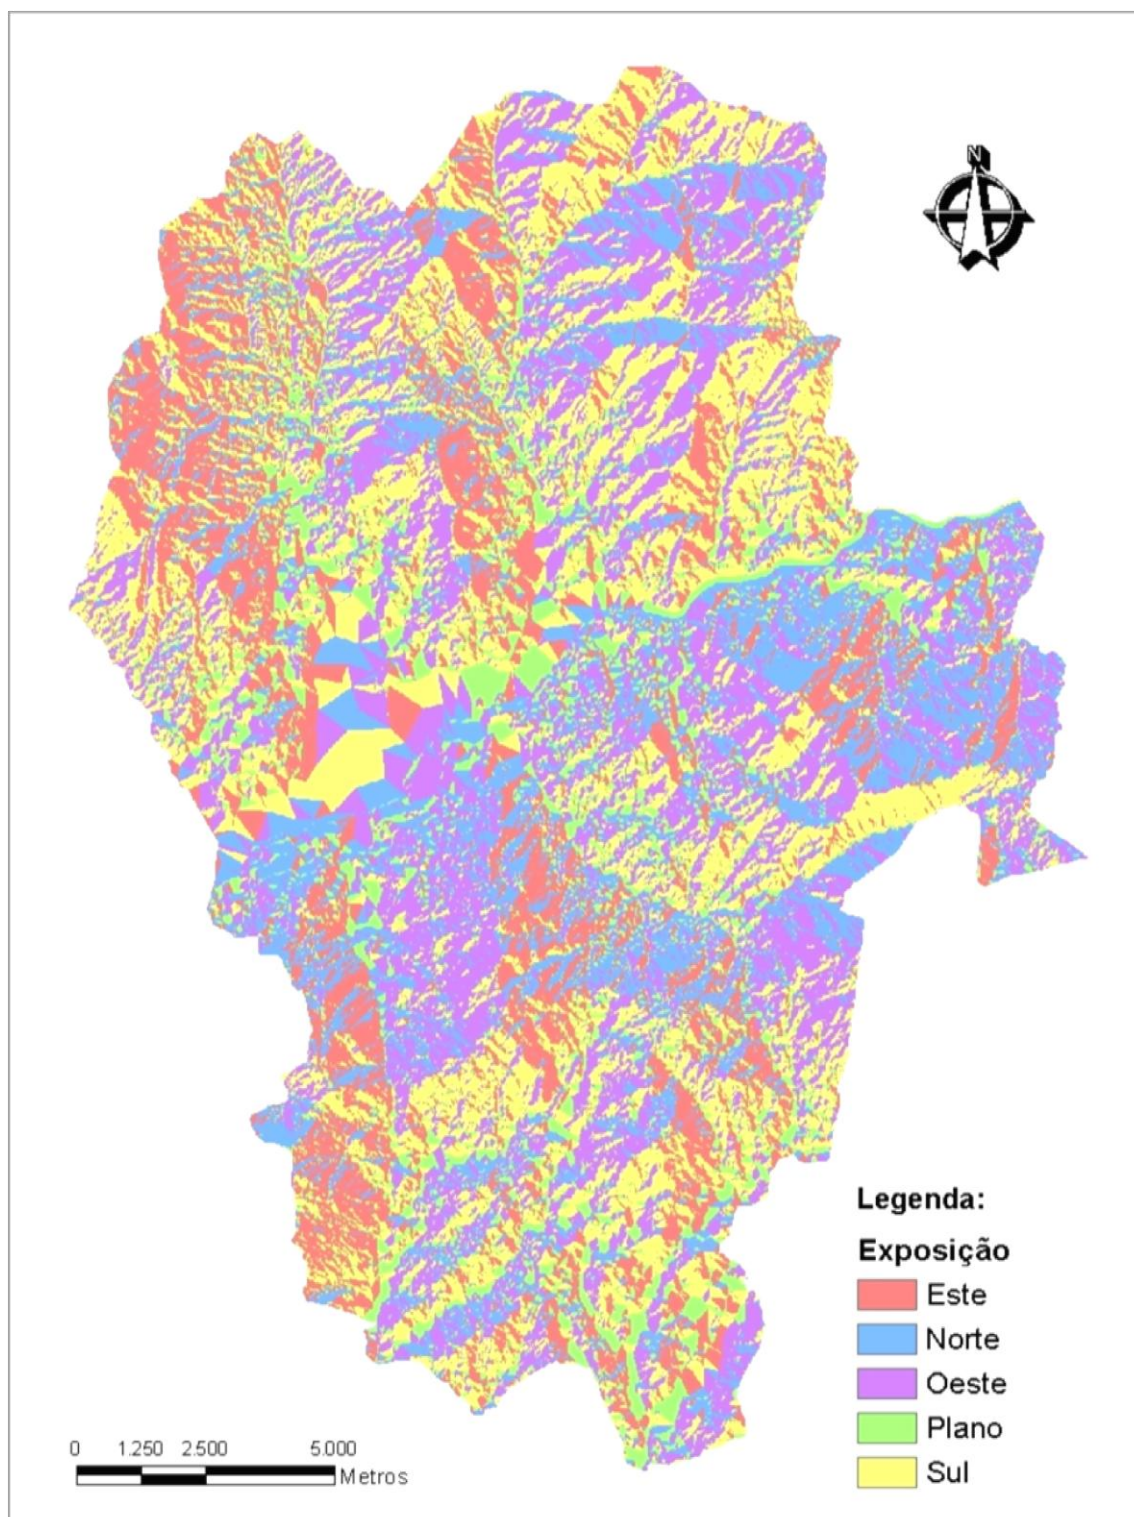 N
Legenda:
Exposição
Este
Norte
Oeste
Plano
Sul
0 1.250 2.500 5.000
Metros